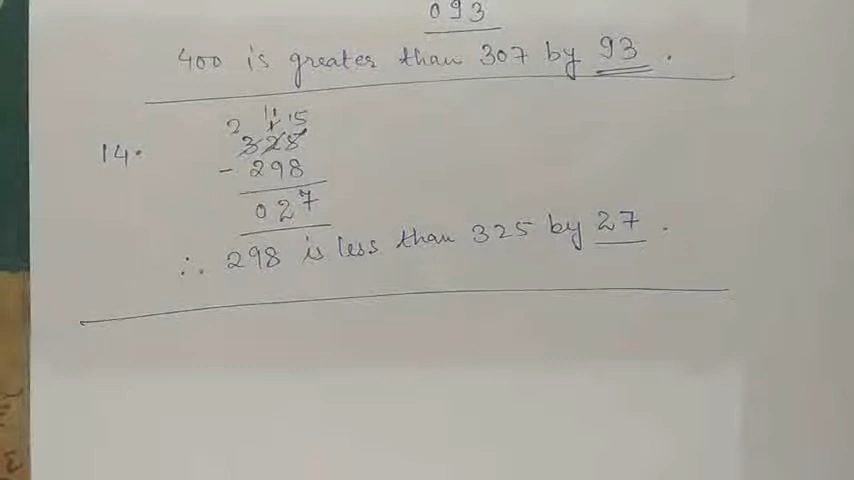 093
400 is greater than 307 by 93.
2 11 15
14. 325
- 298
027
∴ 298 is less than 325 by 27.